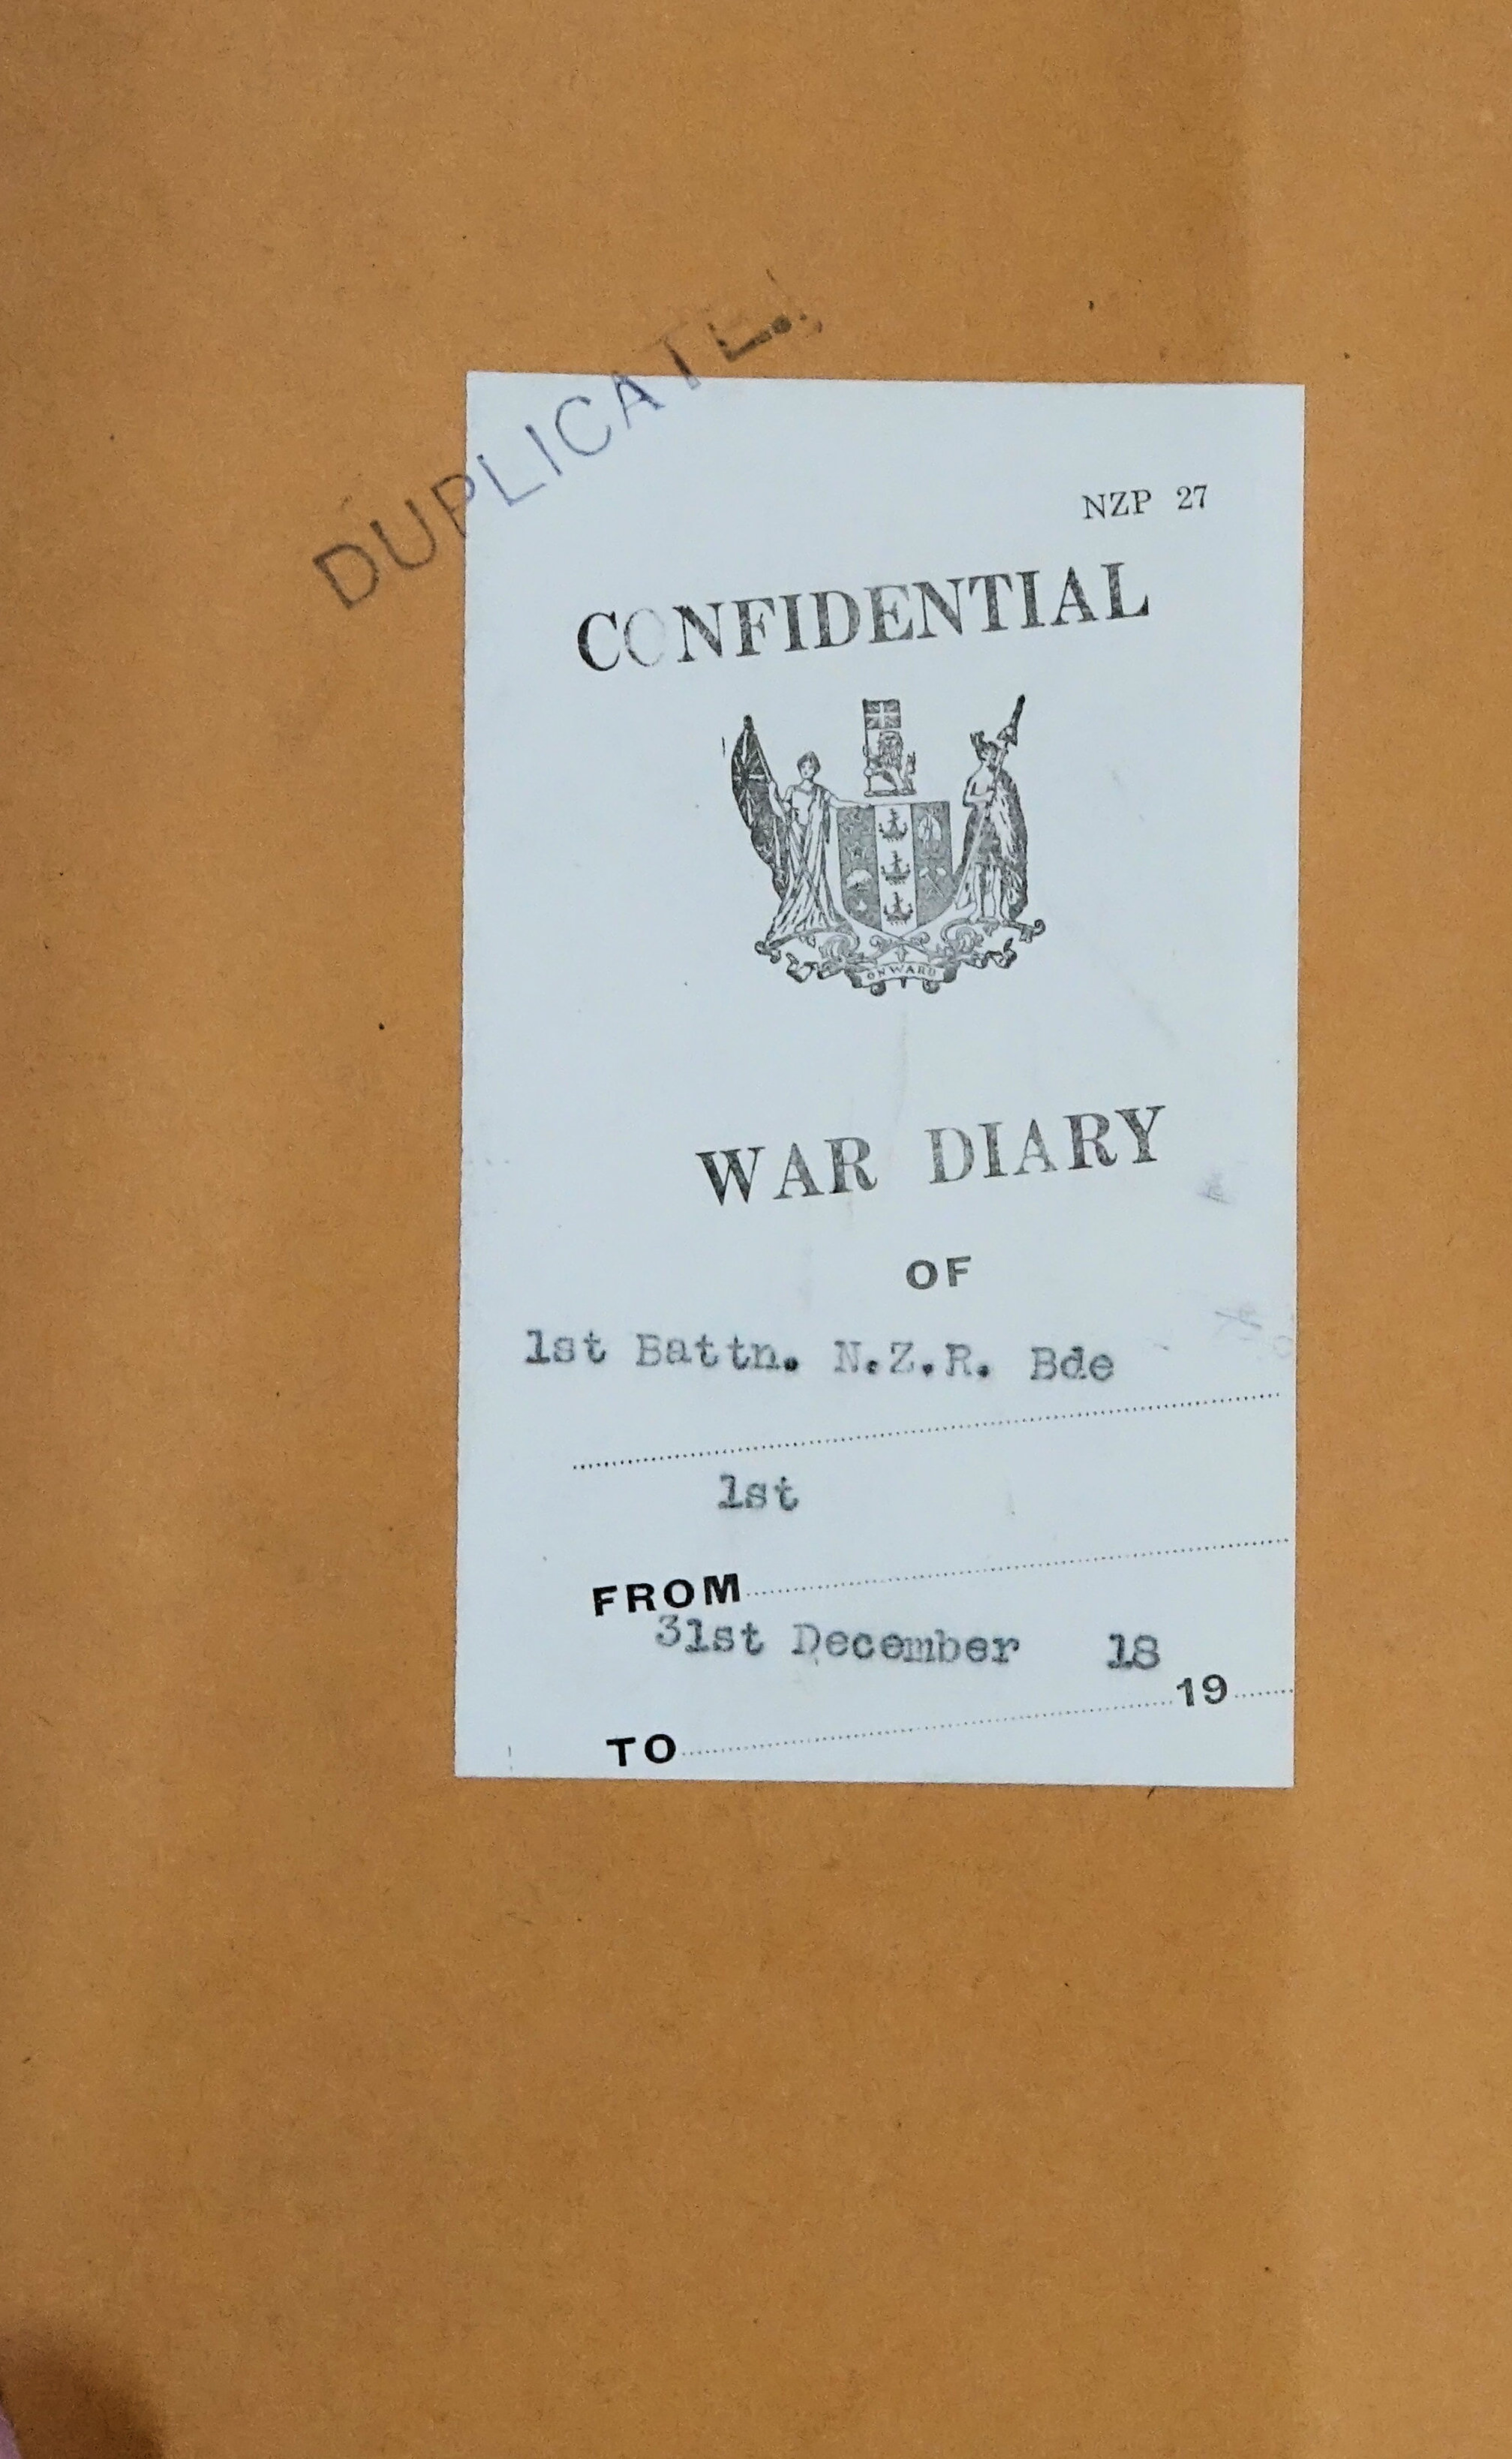 DUPLICATE.
NZP 27
CONFIDENTIAL
ONWARD
WAR DIARY
OF
1st Battn. N.Z.R. Bde
1st
FROM
31st December 18
19
TO